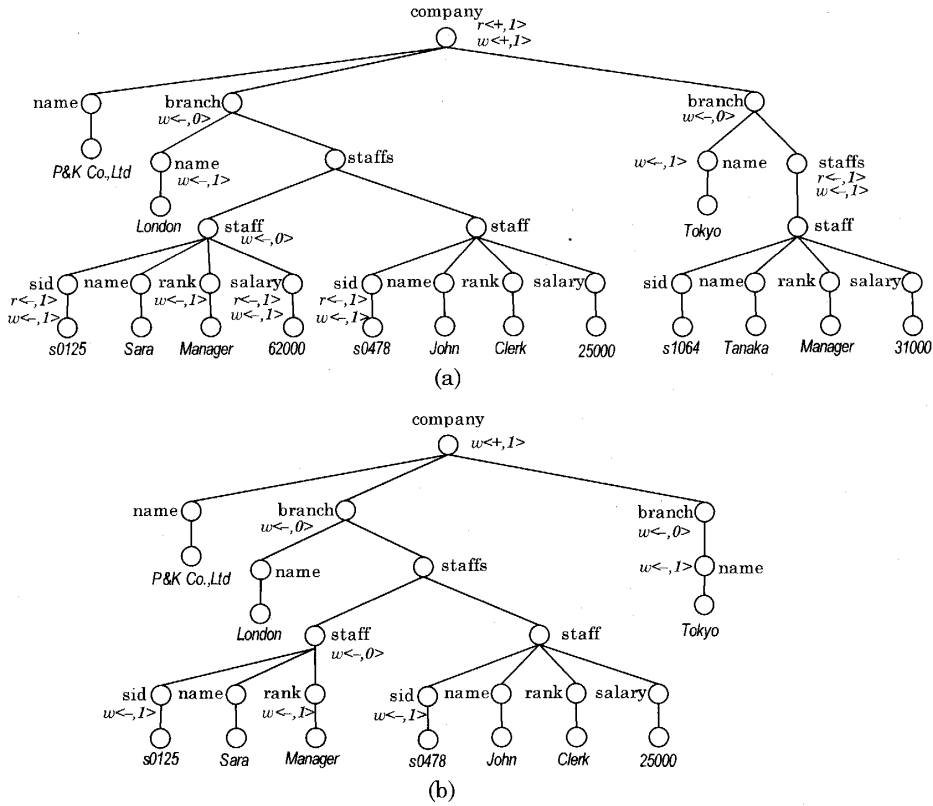 company
r<+,1>
w<+,1>
name
branch
w<-,0>
branch
w<-,0>
P&K Co.,Ltd
name
w<-,1>
staffs
w<-,1>
name
staffs
r<-,1>
w<-,1>
London
staff
w<-,0>
staff
Tokyo
staff
sid
r<-,1>
w<-,1>
name
rank
w<-,1>
salary
r<-,1>
w<-,1>
sid
r<-,1>
w<-,1>
name
rank
salary
sid
name
rank
salary
s0125
Sara
Manager
62000
s0478
John
Clerk
25000
s1064
Tanaka
Manager
31000
(a)
company
w<+,1>
name
branch
w<-,0>
branch
w<-,0>
P&K Co.,Ltd
name
staffs
w<-,1>
name
London
staff
w<-,0>
staff
Tokyo
sid
w<-,1>
name
rank
w<-,1>
sid
w<-,1>
name
rank
salary
s0125
Sara
Manager
s0478
John
Clerk
25000
(b)